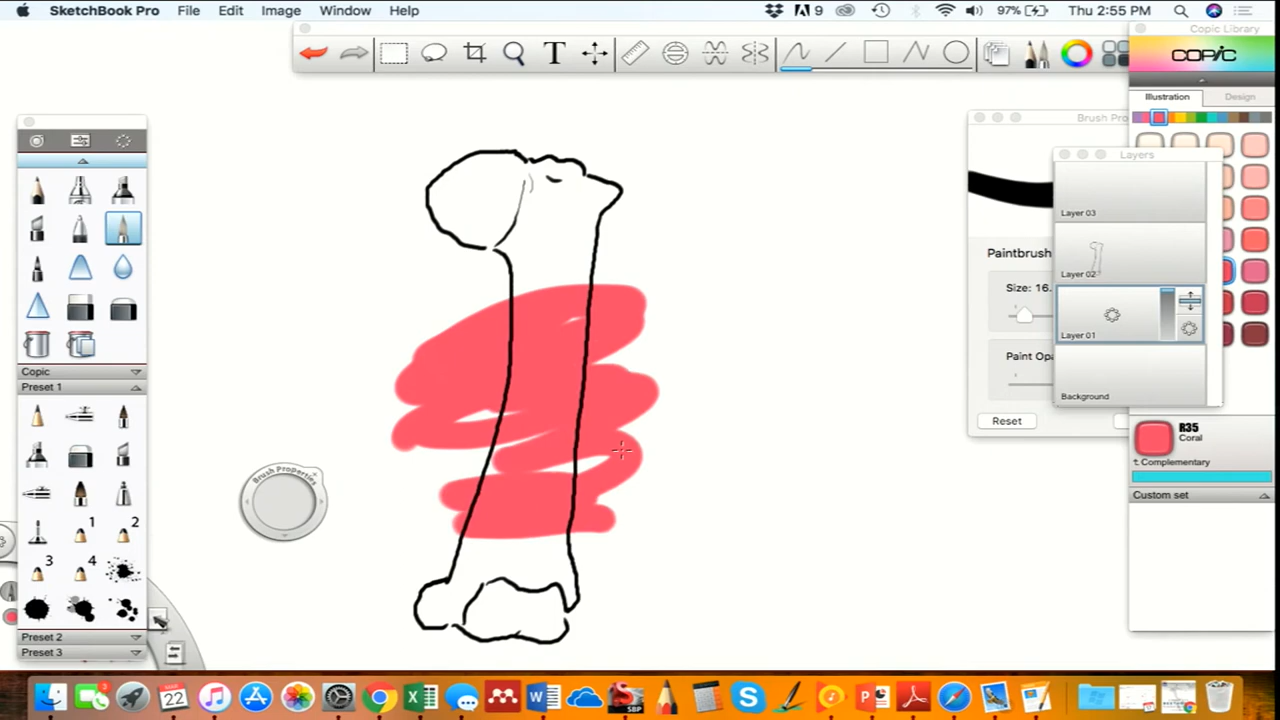 SketchBook Pro File Edit Image Window Help 9 97% Thu 2:55 PM
Copic Library
COPIC
T
Illustration Design
Brush Pro
Layers
Layer 03
Paintbrush
Layer 02
Size: 16.
Layer 01
Paint Opa
Background
Reset
R35
Coral
Complementary
Custom set
Copic
Preset 1
1 2
3 4
Preset 2
Preset 3
Brush Properties
3
22
SBP